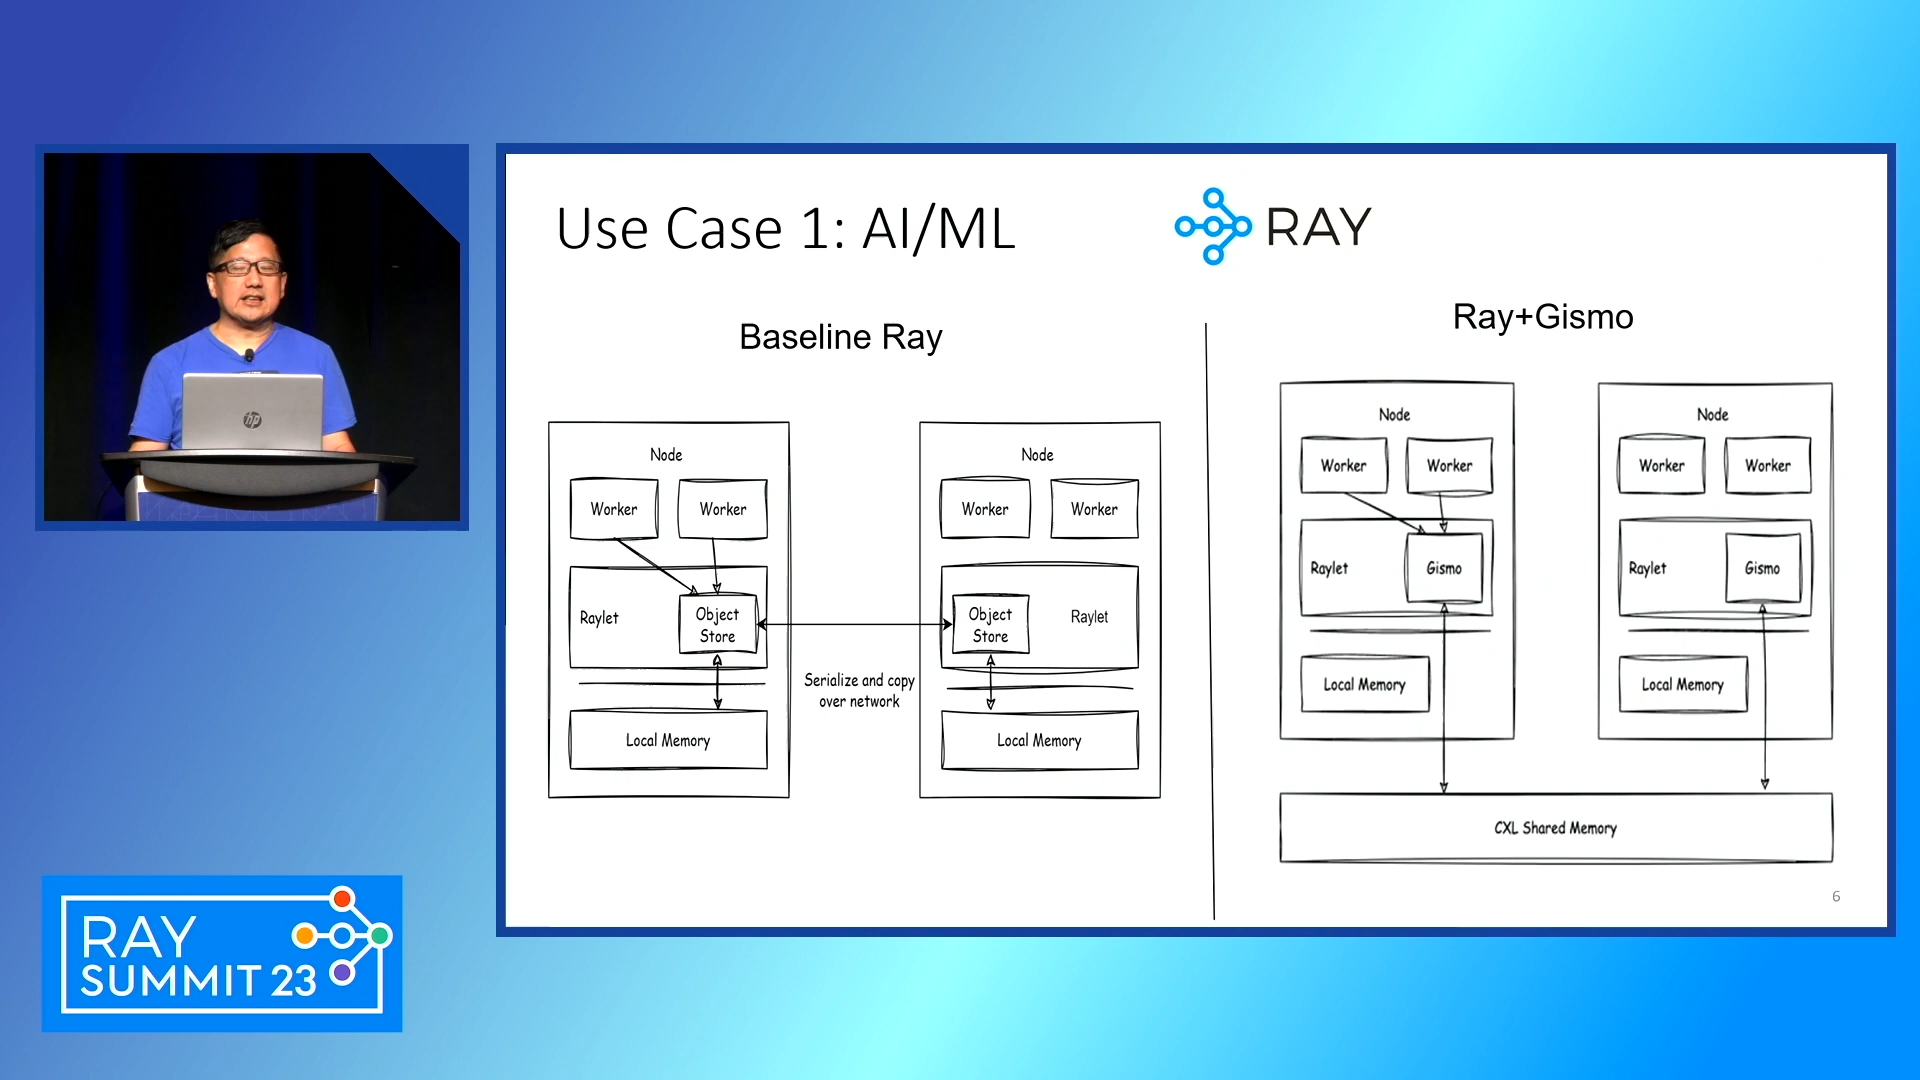 Use Case 1: AI/ML
RAY
Baseline Ray
Ray+Gismo
Node
Worker
Worker
Raylet
Object
Store
Local Memory
Serialize and copy
over network
Node
Worker
Worker
Object
Store
Raylet
Local Memory
Node
Worker
Worker
Raylet
Gismo
Local Memory
Node
Worker
Worker
Raylet
Gismo
Local Memory
CXL Shared Memory
6
hp
RAY
SUMMIT 23